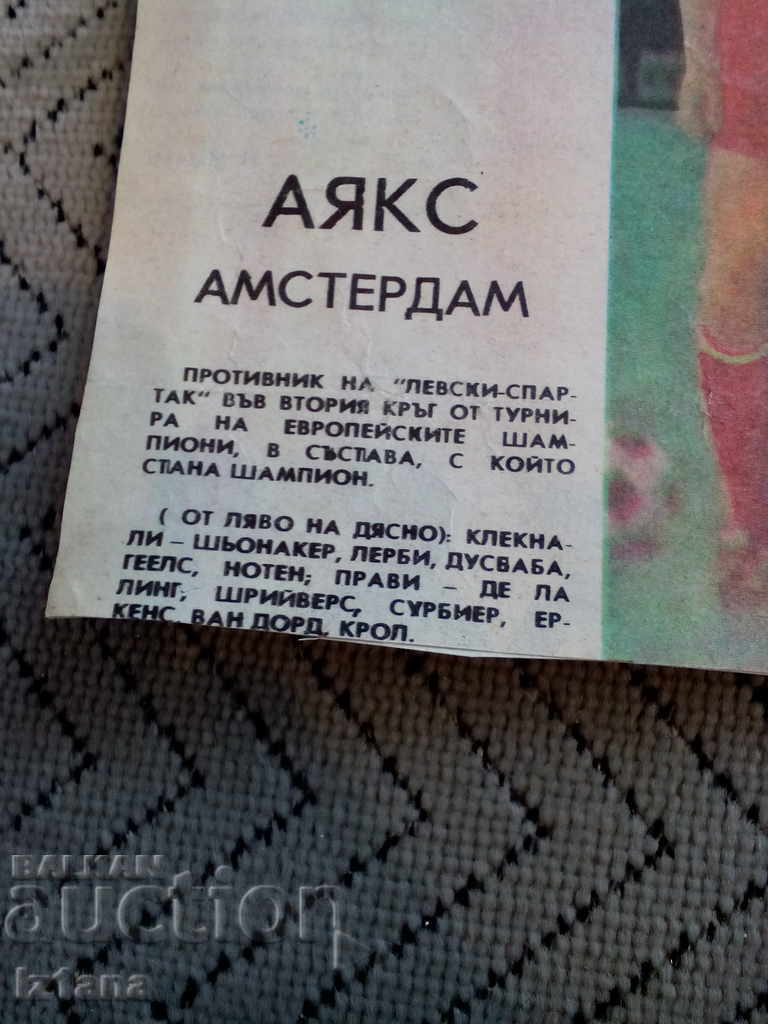 АЯКС
АМСТЕРДАМ
ПРОТИВНИК НА "ЛЕВСКИ-СПАР-
ТАК" ВЪВ ВТОРИЯ КРЪГ ОТ ТУРНИ-
РА НА ЕВРОПЕЙСКИТЕ ШАМ-
ПИОНИ, В СЪСТАВА, С КОЙТО
СТАНА ШАМПИОН.
( ОТ ЛЯВО НА ДЯСНО): КЛЕКНА-
ЛИ – ШЬОНАКЕР, ЛЕРБИ, ДУСВАБА,
ГЕЕЛС, НОТЕН; ПРАВИ – ДЕ ЛА
ЛИНГ, ШРИЙВЕРС, СУРБИЕР, ЕР-
КЕНС, ВАН ДОРД, КРОЛ.
BALKAN
auction
iztana